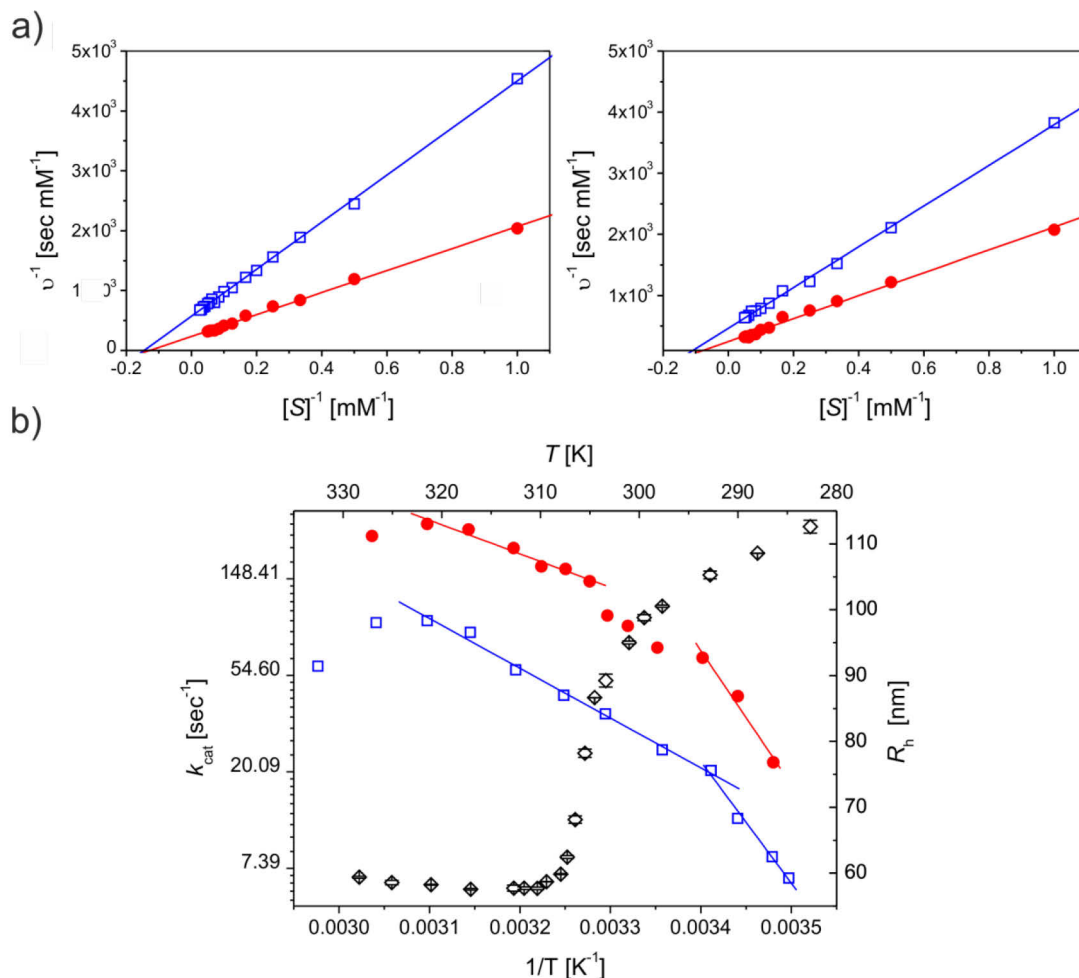 a)
5x10³
4x10³
3x10³
2x10³
1x10³
0
υ⁻¹ [sec mM⁻¹]
-0.2 0.0 0.2 0.4 0.6 0.8 1.0
[S]⁻¹ [mM⁻¹]
5x10³
4x10³
3x10³
2x10³
1x10³
υ⁻¹ [sec mM⁻¹]
-0.2 0.0 0.2 0.4 0.6 0.8 1.0
[S]⁻¹ [mM⁻¹]
b)
T [K]
330 320 310 300 290 280
148.41
54.60
20.09
7.39
k_cat [sec⁻¹]
110
100
90
80
70
60
R_h [nm]
0.0030 0.0031 0.0032 0.0033 0.0034 0.0035
1/T [K⁻¹]